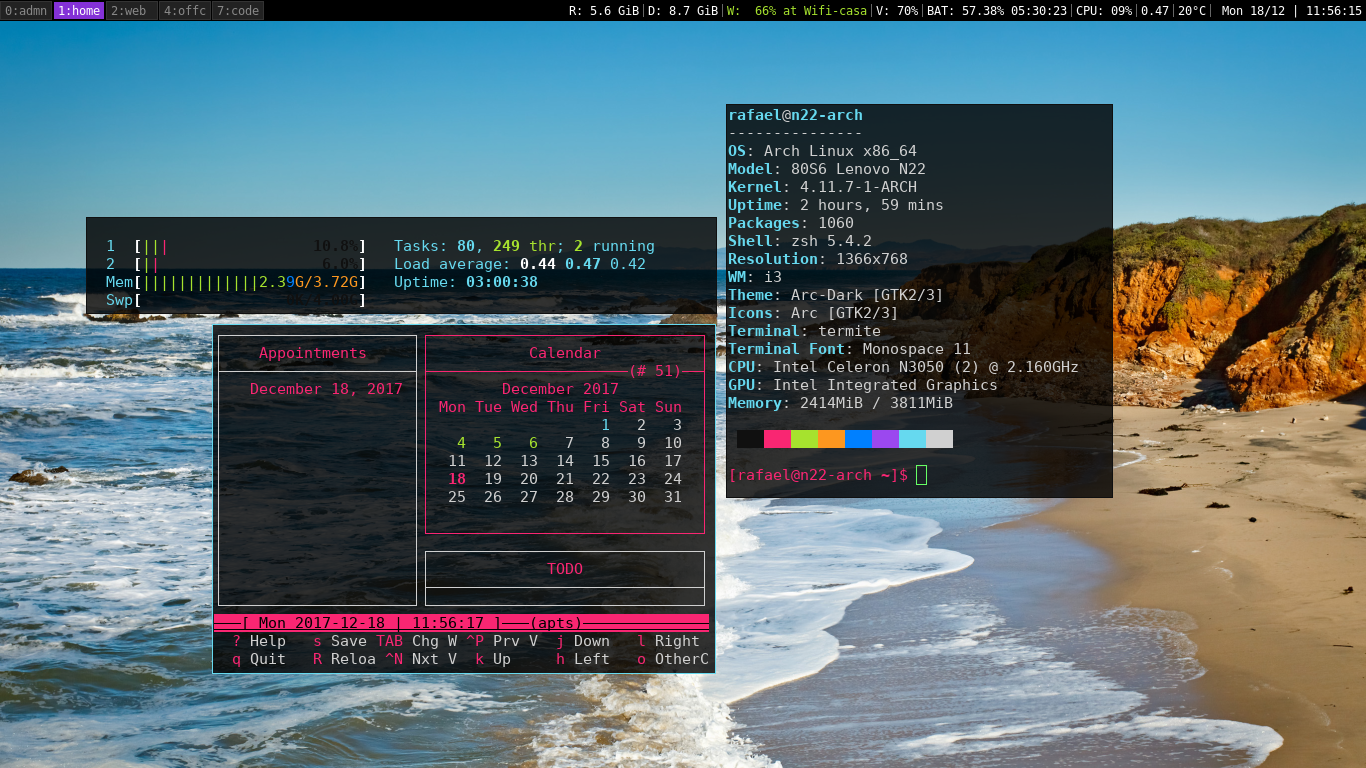 0:admn 1:home 2:web 4:offc 7:code R: 5.6 GiB|D: 8.7 GiB|W: 66% at Wifi-casa|V: 70%|BAT: 57.38% 05:30:23|CPU: 09%|0.47|20°C| Mon 18/12 | 11:56:15
1 [||| 10.8%] Tasks: 80, 249 thr; 2 running
2 [|| 6.0%] Load average: 0.44 0.47 0.42
Mem[|||||||||||||2.39G/3.72G] Uptime: 03:00:38
Swp[ ]
Appointments
December 18, 2017
Calendar
(# 51)
December 2017
Mon Tue Wed Thu Fri Sat Sun
1 2 3
4 5 6 7 8 9 10
11 12 13 14 15 16 17
18 19 20 21 22 23 24
25 26 27 28 29 30 31
TODO
[ Mon 2017-12-18 | 11:56:17 ] (apts)
? Help s Save TAB Chg W ^P Prv V j Down l Right
q Quit R Reloa ^N Nxt V k Up h Left o OtherC
rafael@n22-arch
---------------
OS: Arch Linux x86_64
Model: 80S6 Lenovo N22
Kernel: 4.11.7-1-ARCH
Uptime: 2 hours, 59 mins
Packages: 1060
Shell: zsh 5.4.2
Resolution: 1366x768
WM: i3
Theme: Arc-Dark [GTK2/3]
Icons: Arc [GTK2/3]
Terminal: termite
Terminal Font: Monospace 11
CPU: Intel Celeron N3050 (2) @ 2.160GHz
GPU: Intel Integrated Graphics
Memory: 2414MiB / 3811MiB
[rafael@n22-arch ~]$